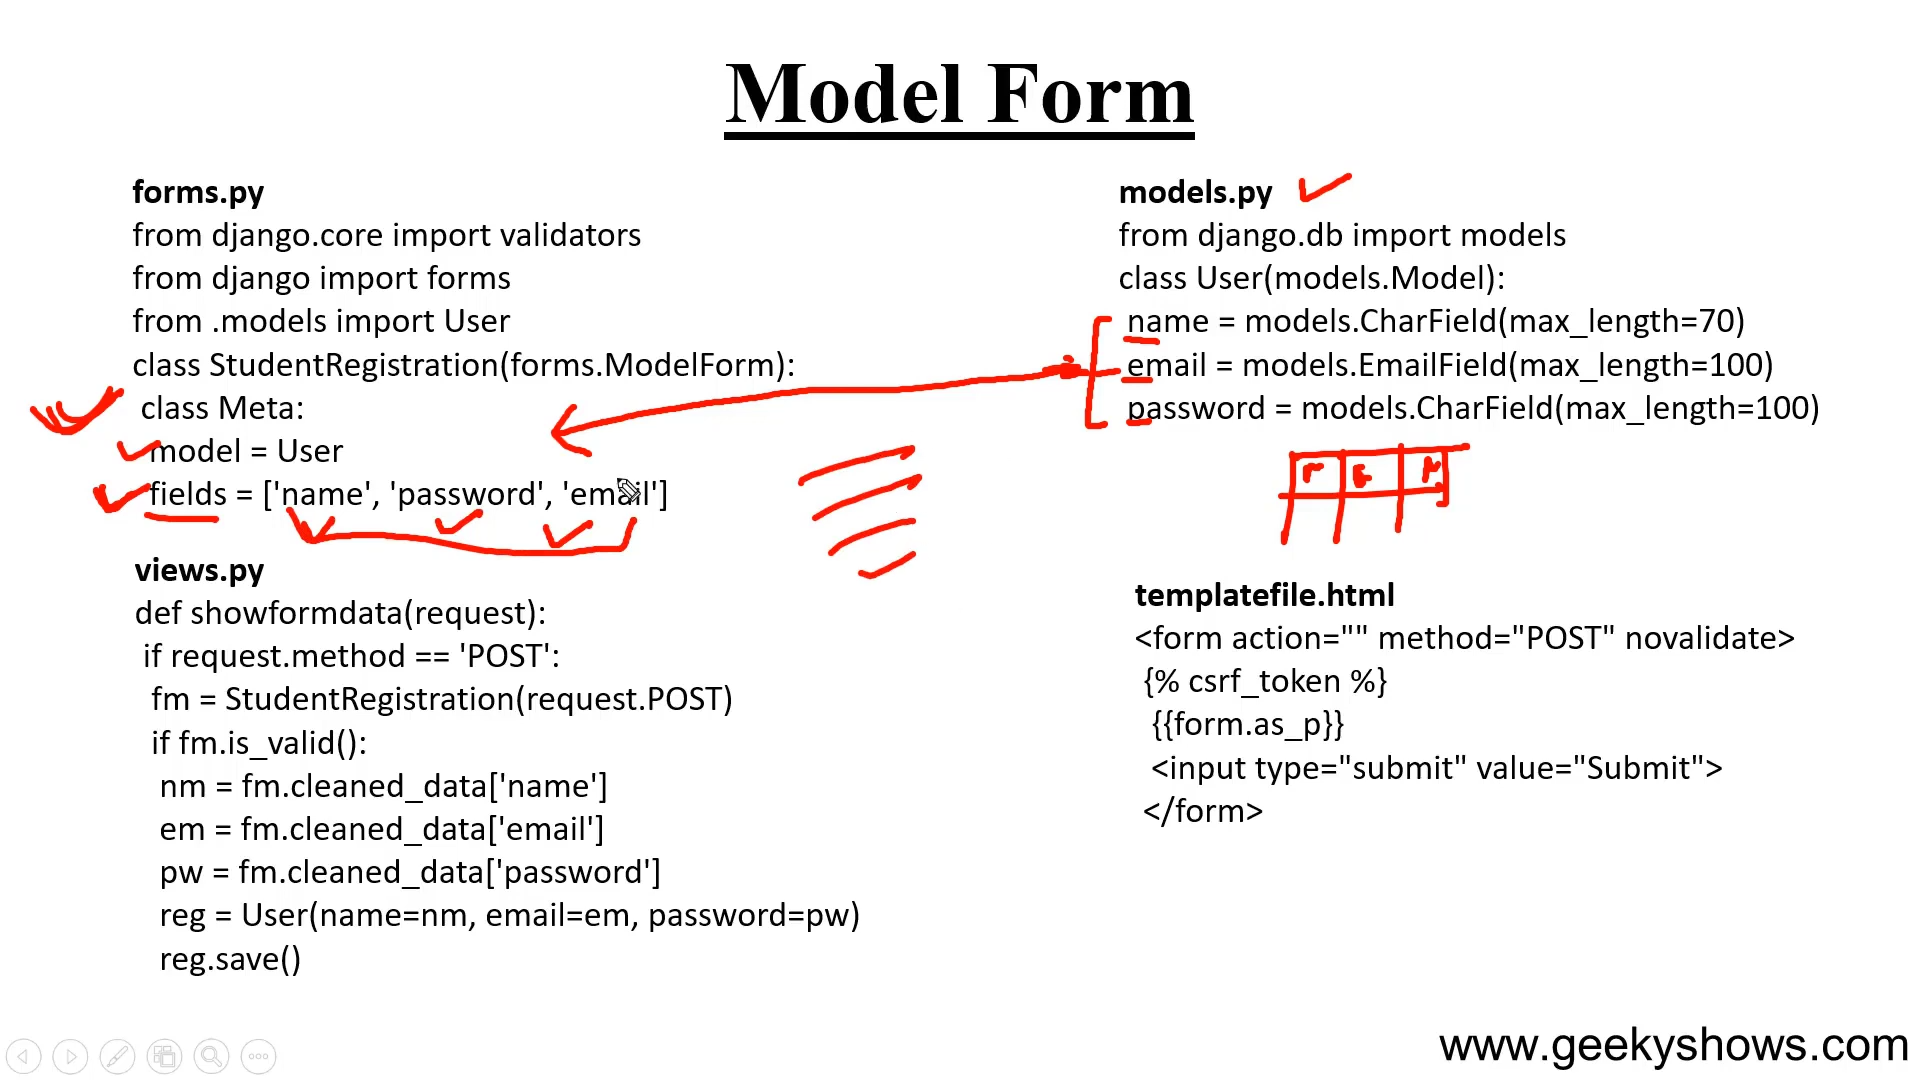 Model Form
forms.py
from django.core import validators
from django import forms
from .models import User
class StudentRegistration(forms.ModelForm):
class Meta:
model = User
fields = ['name', 'password', 'email']
views.py
def showformdata(request):
if request.method == 'POST':
fm = StudentRegistration(request.POST)
if fm.is_valid():
nm = fm.cleaned_data['name']
em = fm.cleaned_data['email']
pw = fm.cleaned_data['password']
reg = User(name=nm, email=em, password=pw)
reg.save()
models.py
from django.db import models
class User(models.Model):
name = models.CharField(max_length=70)
email = models.EmailField(max_length=100)
password = models.CharField(max_length=100)
templatefile.html
<form action="" method="POST" novalidate>
{% csrf_token %}
{{form.as_p}}
<input type="submit" value="Submit">
</form>
www.geekyshows.com